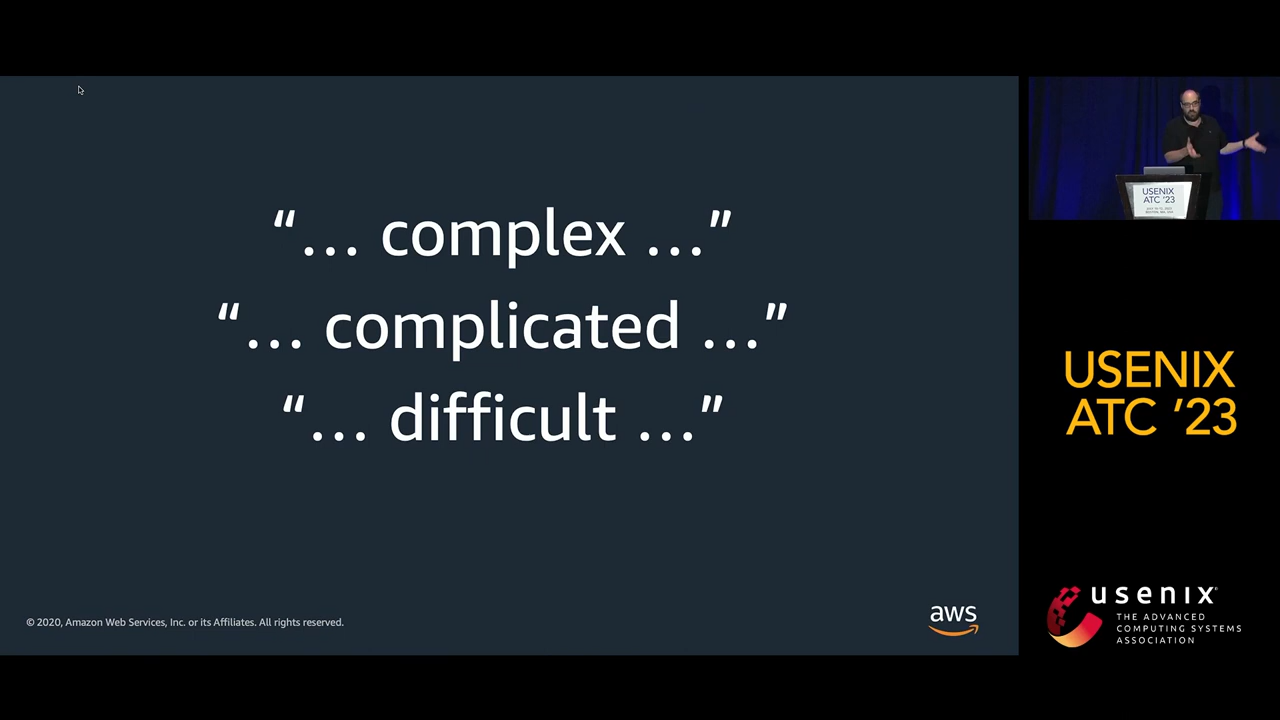 “… complex …”
“… complicated …”
“… difficult …”
© 2020, Amazon Web Services, Inc. or its Affiliates. All rights reserved.
aws
USENIX
ATC ’23
USENIX
ATC ’23
usenix
THE ADVANCED
COMPUTING SYSTEMS
ASSOCIATION